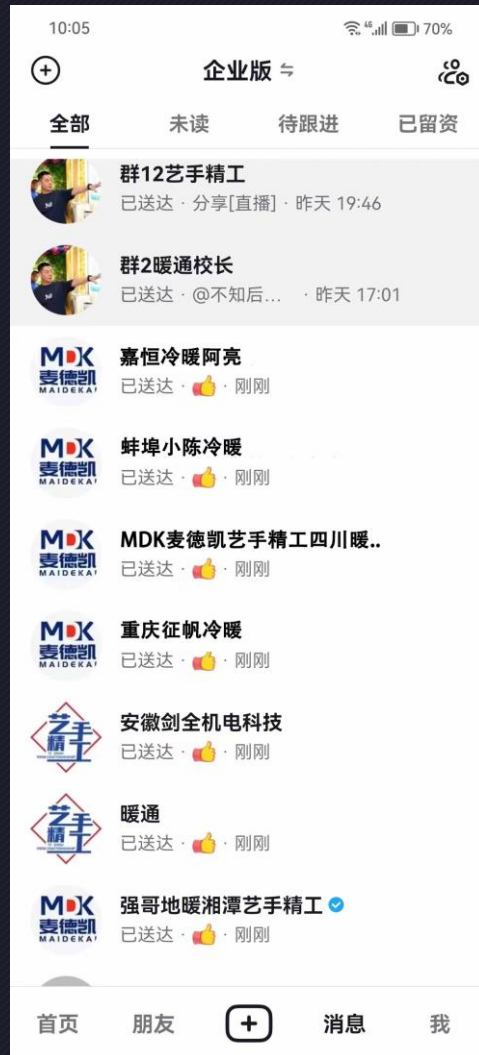 10:05
46 70%
企业版
全部 未读 待跟进 已留资
群12艺手精工
已送达 · 分享[直播] · 昨天 19:46
群2暖通校长
已送达 · @不知后... · 昨天 17:01
MDK
麦德凯
MAIDEKAI
嘉恒冷暖阿亮
已送达 · 👍 · 刚刚
MDK
麦德凯
MAIDEKAI
蚌埠小陈冷暖
已送达 · 👍 · 刚刚
MDK
麦德凯
MAIDEKAI
MDK麦德凯艺手精工四川暖..
已送达 · 👍 · 刚刚
MDK
麦德凯
MAIDEKAI
重庆征帆冷暖
已送达 · 👍 · 刚刚
艺手
精工
安徽剑全机电科技
已送达 · 👍 · 刚刚
艺手
精工
暖通
已送达 · 👍 · 刚刚
MDK
麦德凯
MAIDEKAI
强哥地暖湘潭艺手精工
已送达 · 👍 · 刚刚
首页 朋友 消息 我